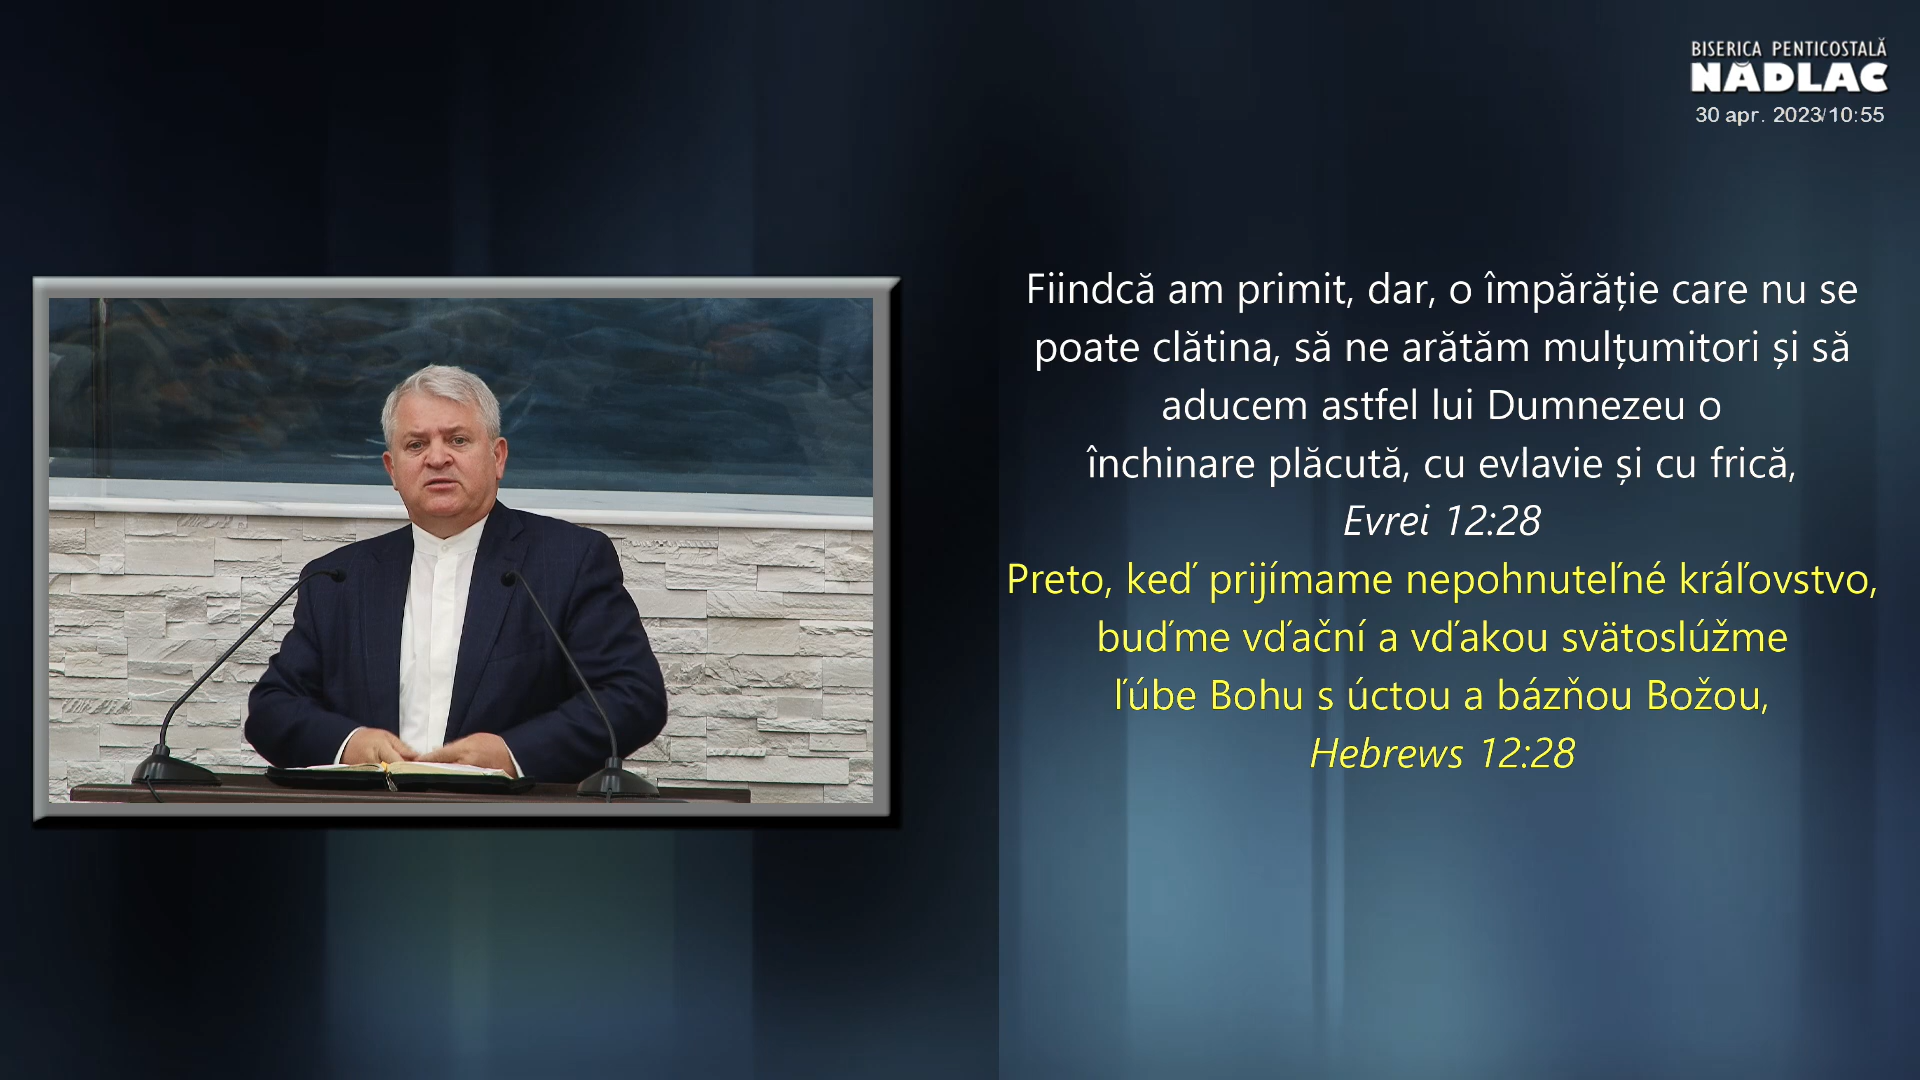 BISERICA PENTICOSTALĂ
NĂDLAC
30 apr. 2023/10:55
Fiindcă am primit, dar, o împărăție care nu se
poate clătina, să ne arătăm mulțumitori și să
aducem astfel lui Dumnezeu o
închinare plăcută, cu evlavie și cu frică,
Evrei 12:28
Preto, keď prijímame nepohnuteľné kráľovstvo,
buďme vďační a vďakou svätoslúžme
ľúbe Bohu s úctou a bázňou Božou,
Hebrews 12:28